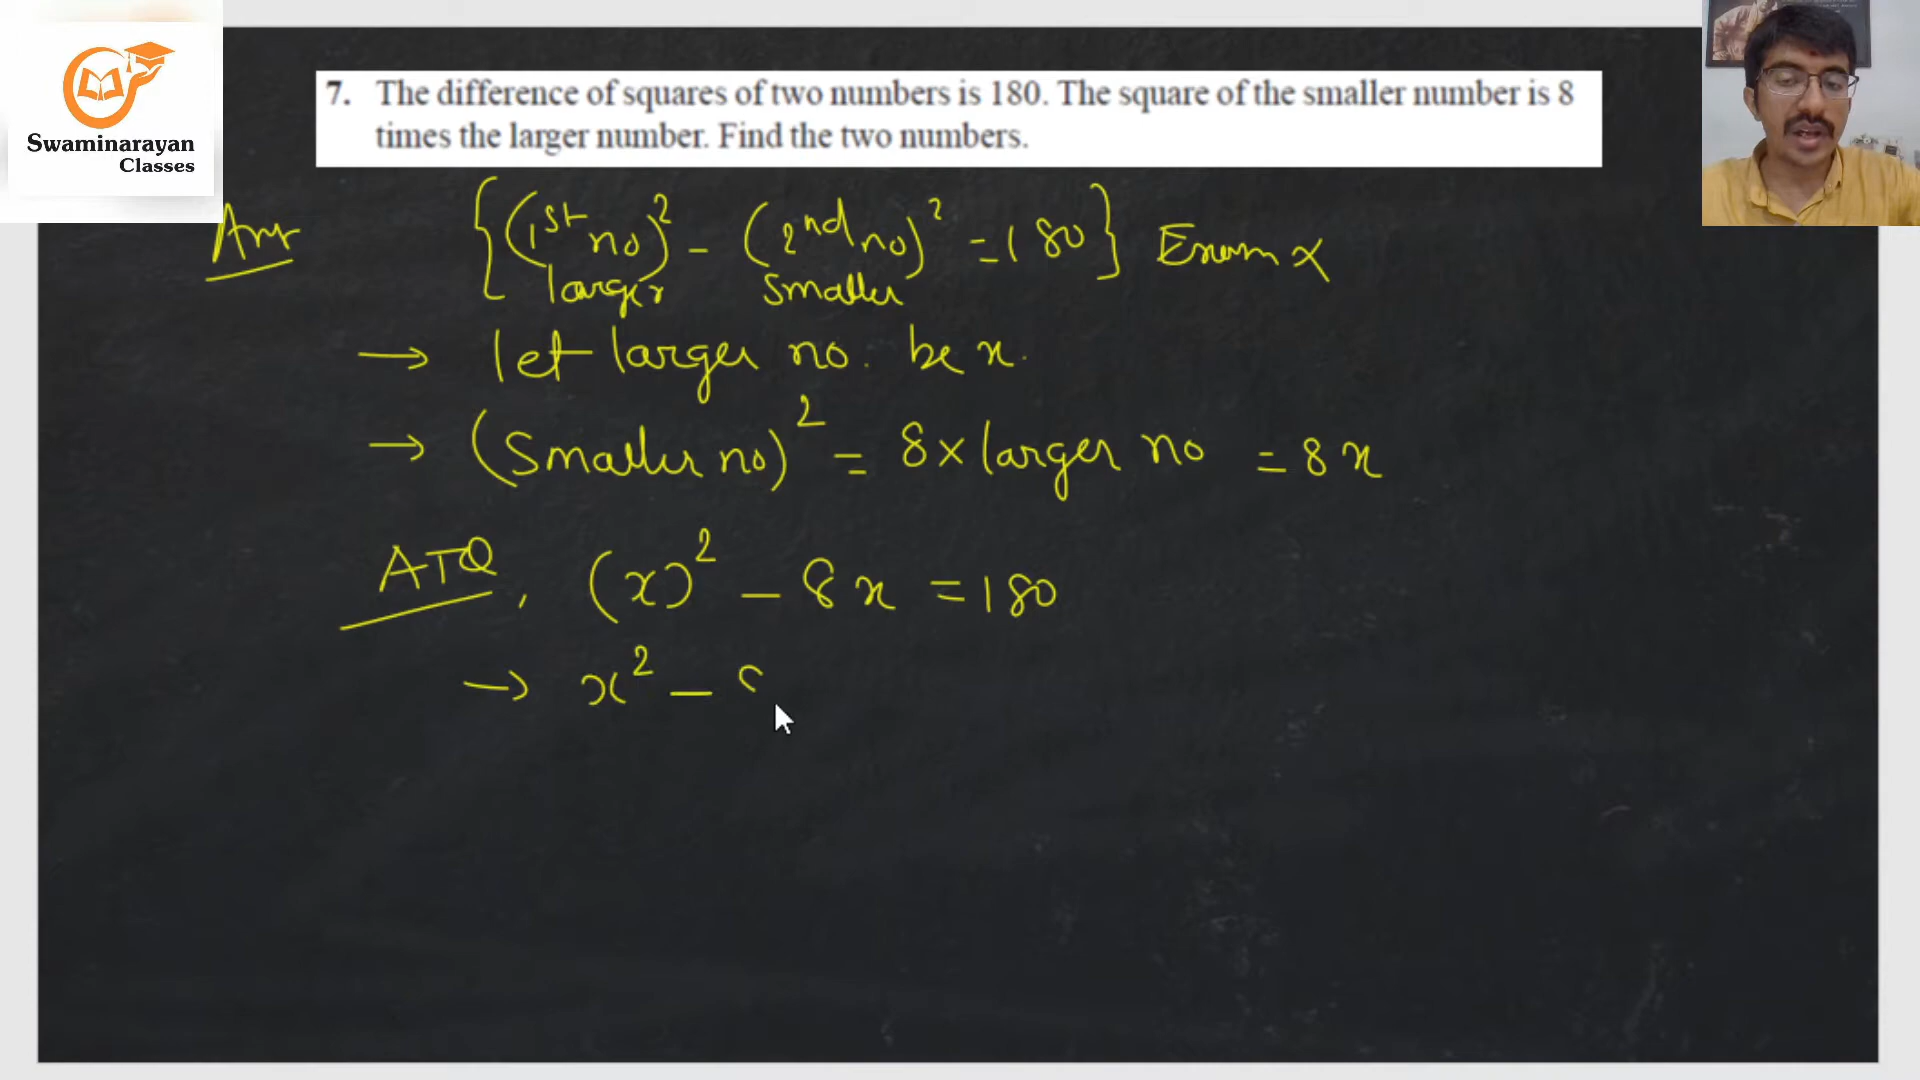 Swaminarayan
Classes
7. The difference of squares of two numbers is 180. The square of the smaller number is 8
times the larger number. Find the two numbers.
Ans {(1st no)² - (2nd no)² = 180} Exam x
larger smaller
→ let larger no. be x.
→ (Smaller no)² = 8 x larger no = 8x
ATQ, (x)² - 8x = 180
→ x² -